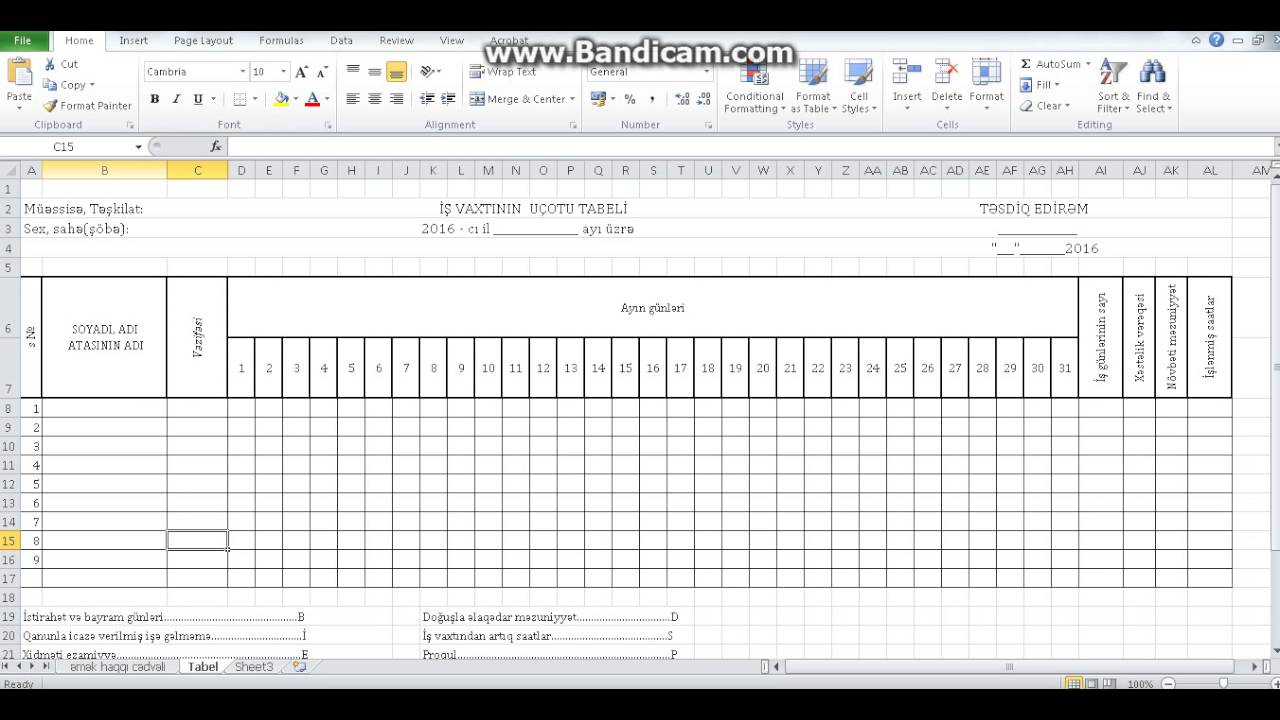 www.Bandicam.com
File Home Insert Page Layout Formulas Data Review View Acrobat
Cut
Copy
Format Painter
Paste
Cambria 10
B I U
Wrap Text
Merge & Center
General
% ,
Conditional Formatting
Format as Table
Cell Styles
Insert Delete Format
AutoSum
Fill
Clear
Sort & Filter
Find & Select
Clipboard Font Alignment Number Styles Cells Editing
C15 fx
A B C D E F G H I J K L M N O P Q R S T U V W X Y Z AA AB AC AD AE AF AG AH AI AJ AK AL AM
1
2 Müəssisə, Təşkilat: İŞ VAXTININ UÇOTU TABELİ TƏSDİQ EDİRƏM
3 Sex, sahə(şöbə): 2016 - cı il ____________ ayı üzrə ____________
4 "__"_______2016
5
6 s № SOYADI, ADI ATASININ ADI Vəzifəsi Ayın günləri İş günlərinin sayı Xəstəlik vərəqəsi Növbəti məzuniyyət İşlənmiş saatlar
7 1 2 3 4 5 6 7 8 9 10 11 12 13 14 15 16 17 18 19 20 21 22 23 24 25 26 27 28 29 30 31
8 1
9 2
10 3
11 4
12 5
13 6
14 7
15 8
16 9
17
18
19 İstirahət və bayram günləri................................................B Doğuşla əlaqədar məzuniyyət.................................D
20 Qanunla icazə verilmiş işə gəlməmə................................İ İş vaxtından artıq saatlar..........................................S
21 Xidməti ezamiyyə..................................................................E Proqul..............................................................................P
əmək haqqı cədvəli Tabel Sheet3
Ready 100%